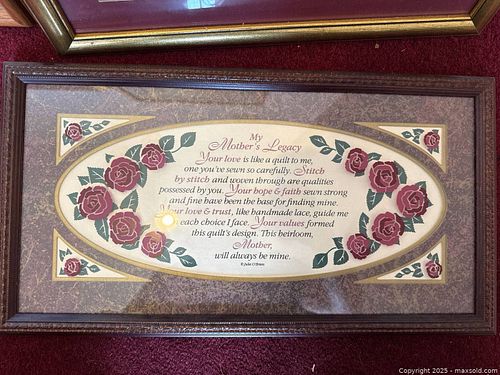 My
Mother's Legacy
Your love is like a quilt to me,
one you've sewn so carefully. Stitch
by stitch and woven through are qualities
possessed by you. Your hope & faith sewn strong
and fine have been the base for finding mine.
Your love & trust, like handmade lace, guide me
each choice I face. Your values formed
this quilt's design. This heirloom,
Mother,
will always be mine.
© Julie O'Brien
Copyright 2025 - maxsold.com